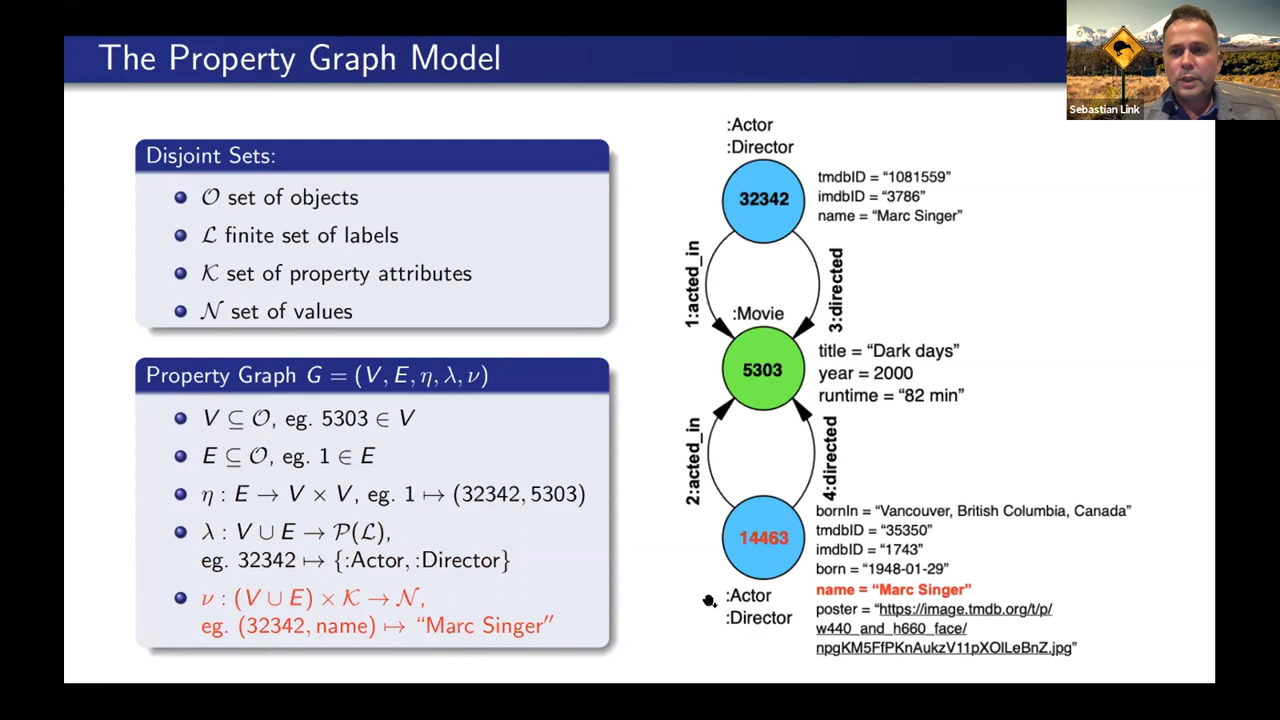 The Property Graph Model
Sebastian Link
Disjoint Sets:
𝒪 set of objects
ℒ finite set of labels
𝒦 set of property attributes
𝒩 set of values
Property Graph G = (V, E, η, λ, ν)
V ⊆ 𝒪, eg. 5303 ∈ V
E ⊆ 𝒪, eg. 1 ∈ E
η : E → V × V, eg. 1 ↦ (32342, 5303)
λ : V ∪ E → 𝒫(ℒ),
eg. 32342 ↦ {:Actor, :Director}
ν : (V ∪ E) × 𝒦 → 𝒩,
eg. (32342, name) ↦ “Marc Singer”
:Actor
:Director
32342
tmdbID = “1081559”
imdbID = “3786”
name = “Marc Singer”
1:acted_in
3:directed
:Movie
5303
title = “Dark days”
year = 2000
runtime = “82 min”
2:acted_in
4:directed
14463
bornIn = “Vancouver, British Columbia, Canada”
tmdbID = “35350”
imdbID = “1743”
born = “1948-01-29”
name = “Marc Singer”
poster = “https://image.tmdb.org/t/p/
w440_and_h660_face/
npgKM5FfPKnAukzV11pXOlLeBnZ.jpg”
:Actor
:Director